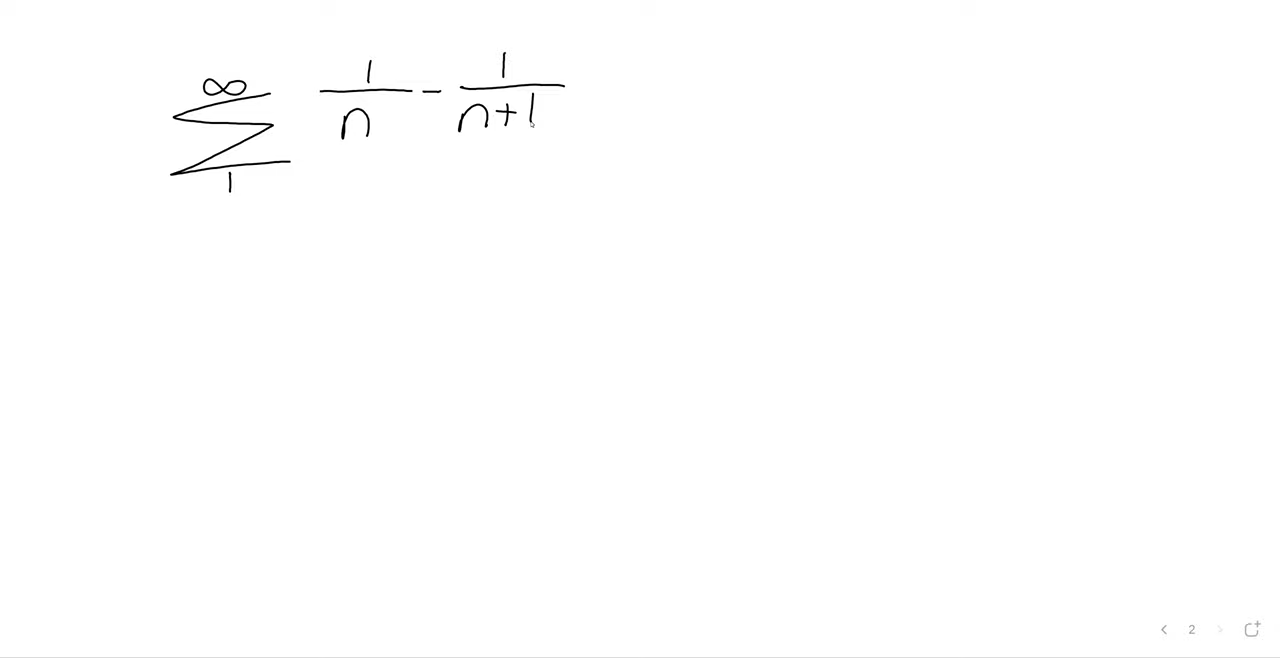 ∞
∑ 1/n - 1/(n+1)
1
2